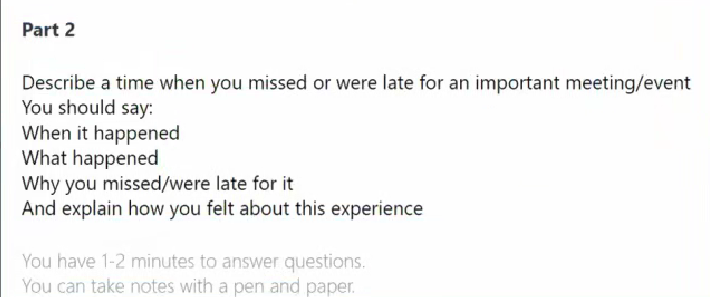 Part 2
Describe a time when you missed or were late for an important meeting/event
You should say:
When it happened
What happened
Why you missed/were late for it
And explain how you felt about this experience
You have 1-2 minutes to answer questions.
You can take notes with a pen and paper.